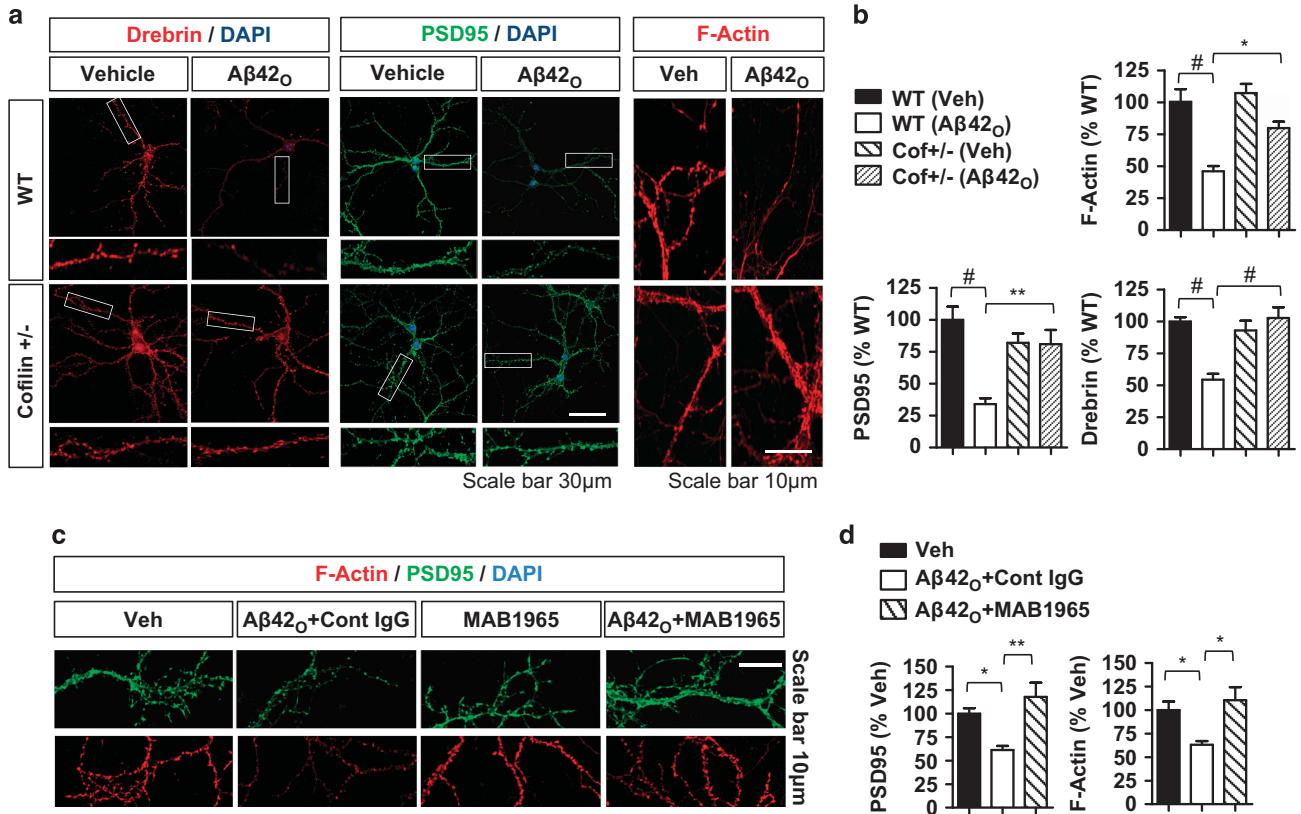 a
Drebrin / DAPI
PSD95 / DAPI
F-Actin
Vehicle
Aβ42O
Vehicle
Aβ42O
Veh
Aβ42O
WT
Cofilin +/-
Scale bar 30μm
Scale bar 10μm
b
WT (Veh)
WT (Aβ42O)
Cof+/- (Veh)
Cof+/- (Aβ42O)
F-Actin (% WT)
125
100
75
50
25
0
#
*
PSD95 (% WT)
125
100
75
50
25
0
#
**
Drebrin (% WT)
125
100
75
50
25
0
#
#
c
F-Actin / PSD95 / DAPI
Veh
Aβ42O+Cont IgG
MAB1965
Aβ42O+MAB1965
Scale bar 10μm
d
Veh
Aβ42O+Cont IgG
Aβ42O+MAB1965
PSD95 (% Veh)
150
125
100
75
50
25
0
*
**
F-Actin (% Veh)
150
125
100
75
50
25
0
*
*